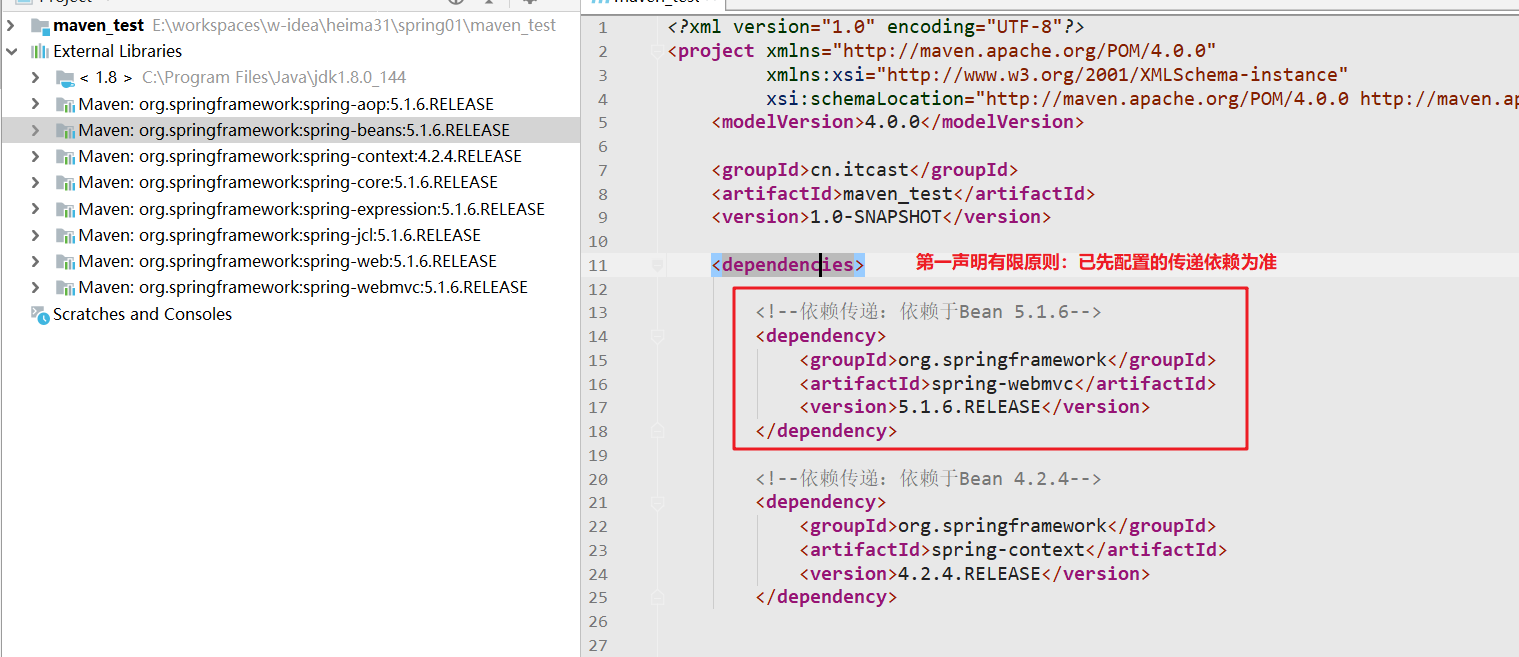 Project
maven_test E:\workspaces\w-idea\heima31\spring01\maven_test
External Libraries
< 1.8 > C:\Program Files\Java\jdk1.8.0_144
Maven: org.springframework:spring-aop:5.1.6.RELEASE
Maven: org.springframework:spring-beans:5.1.6.RELEASE
Maven: org.springframework:spring-context:4.2.4.RELEASE
Maven: org.springframework:spring-core:5.1.6.RELEASE
Maven: org.springframework:spring-expression:5.1.6.RELEASE
Maven: org.springframework:spring-jcl:5.1.6.RELEASE
Maven: org.springframework:spring-web:5.1.6.RELEASE
Maven: org.springframework:spring-webmvc:5.1.6.RELEASE
Scratches and Consoles
maven_test
1 <?xml version="1.0" encoding="UTF-8"?>
2 <project xmlns="http://maven.apache.org/POM/4.0.0"
3 xmlns:xsi="http://www.w3.org/2001/XMLSchema-instance"
4 xsi:schemaLocation="http://maven.apache.org/POM/4.0.0 http://maven.ap
5 <modelVersion>4.0.0</modelVersion>
6
7 <groupId>cn.itcast</groupId>
8 <artifactId>maven_test</artifactId>
9 <version>1.0-SNAPSHOT</version>
10
11 <dependencies> 第一声明有限原则：已先配置的传递依赖为准
12
13 <!--依赖传递：依赖于Bean 5.1.6-->
14 <dependency>
15 <groupId>org.springframework</groupId>
16 <artifactId>spring-webmvc</artifactId>
17 <version>5.1.6.RELEASE</version>
18 </dependency>
19
20 <!--依赖传递：依赖于Bean 4.2.4-->
21 <dependency>
22 <groupId>org.springframework</groupId>
23 <artifactId>spring-context</artifactId>
24 <version>4.2.4.RELEASE</version>
25 </dependency>
26
27